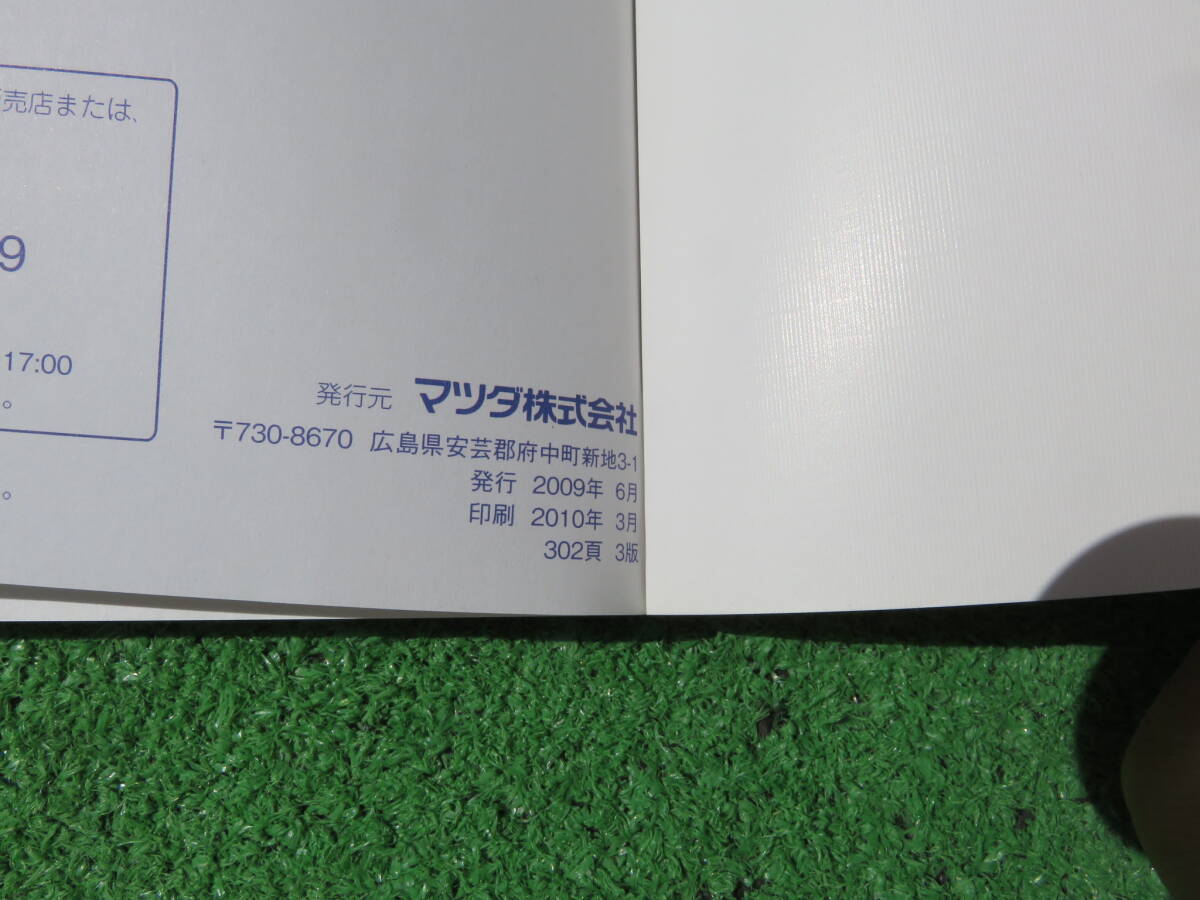 売店または、
9
17:00
。
。
発行元 マツダ株式会社
〒730-8670 広島県安芸郡府中町新地3-1
発行 2009年 6月
印刷 2010年 3月
302頁 3版